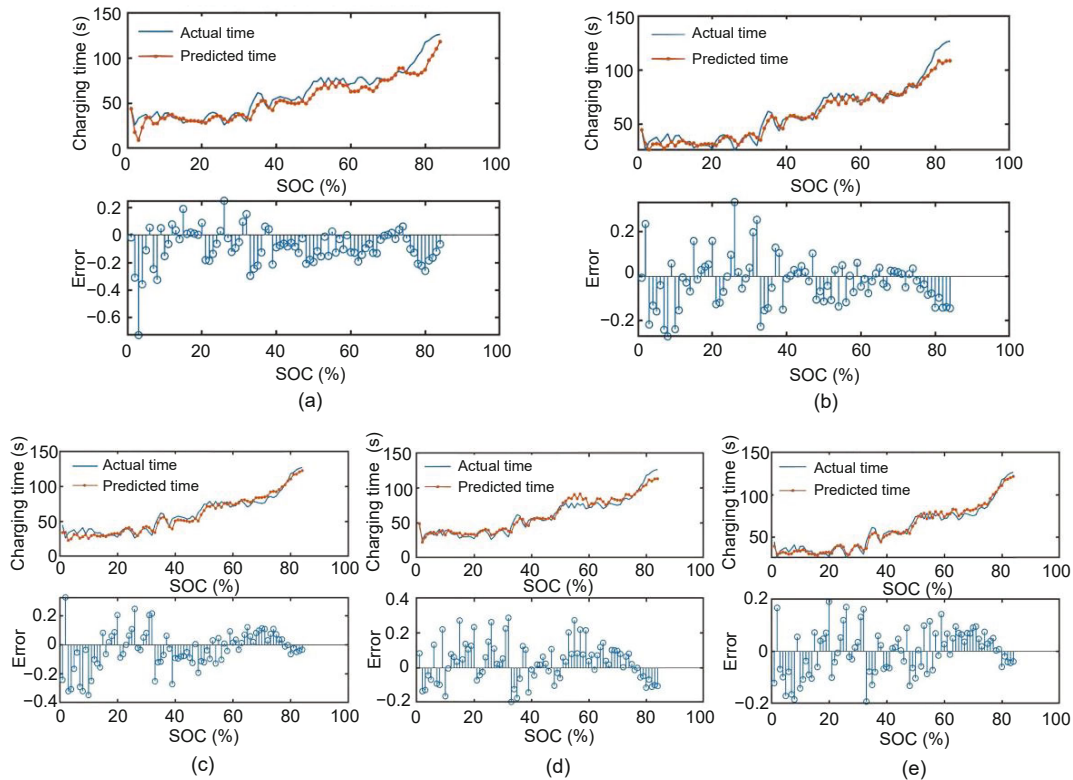 Charging time (s)
150
100
50
0
Actual time
Predicted time
0 20 40 60 80 100
SOC (%)
Error
0.2
0
−0.2
−0.4
−0.6
0 20 40 60 80 100
SOC (%)
(a)
Charging time (s)
150
100
50
Actual time
Predicted time
0 20 40 60 80 100
SOC (%)
Error
0.2
0
−0.2
0 20 40 60 80 100
SOC (%)
(b)
Charging time (s)
150
100
50
0
Actual time
Predicted time
0 20 40 60 80 100
SOC (%)
Error
0.2
0
−0.2
−0.4
0 20 40 60 80 100
SOC (%)
(c)
Charging time (s)
150
100
50
0
Actual time
Predicted time
0 20 40 60 80 100
SOC (%)
Error
0.4
0.2
0
−0.2
0 20 40 60 80 100
SOC (%)
(d)
Charging time (s)
150
100
50
Actual time
Predicted time
0 20 40 60 80 100
SOC (%)
Error
0.2
0
−0.2
0 20 40 60 80 100
SOC (%)
(e)